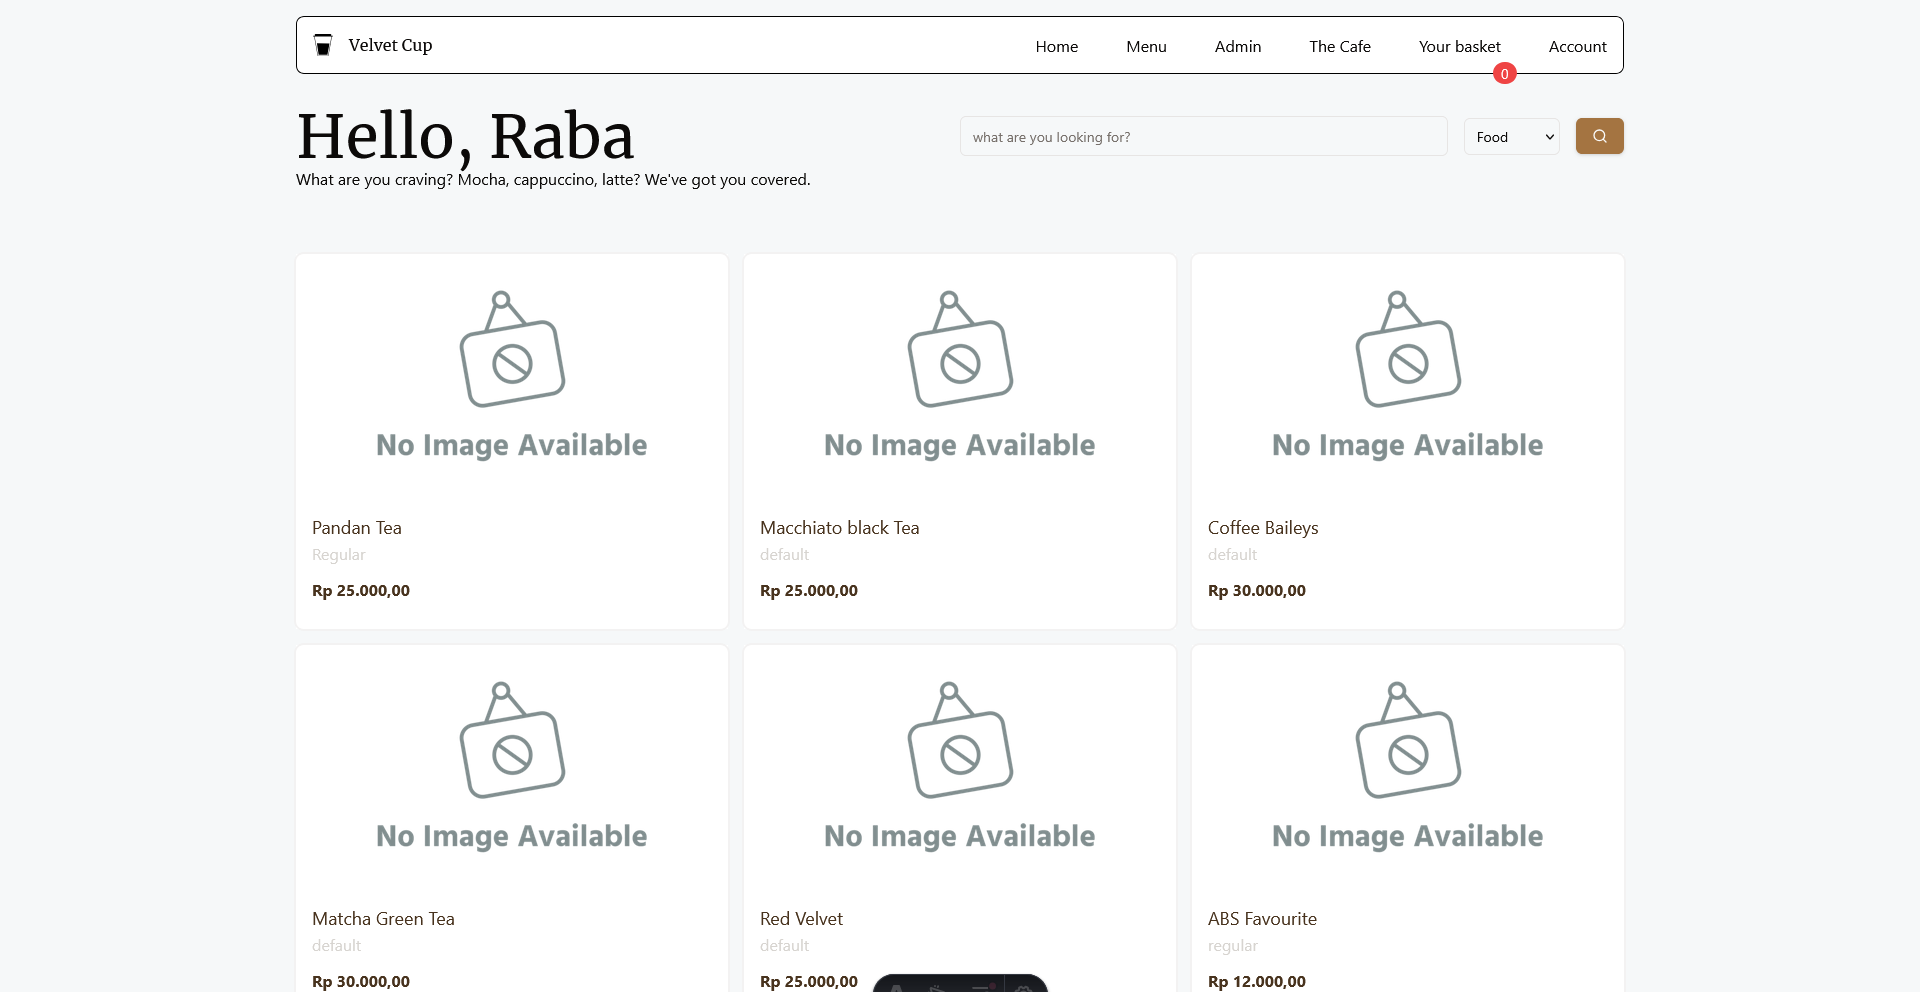 Velvet Cup
Home Menu Admin The Cafe Your basket Account
0
Hello, Raba
what are you looking for? Food
What are you craving? Mocha, cappuccino, latte? We've got you covered.
No Image Available No Image Available No Image Available
Pandan Tea Macchiato black Tea Coffee Baileys
Regular default default
Rp 25.000,00 Rp 25.000,00 Rp 30.000,00
No Image Available No Image Available No Image Available
Matcha Green Tea Red Velvet ABS Favourite
default default regular
Rp 30.000,00 Rp 25.000,00 Rp 12.000,00